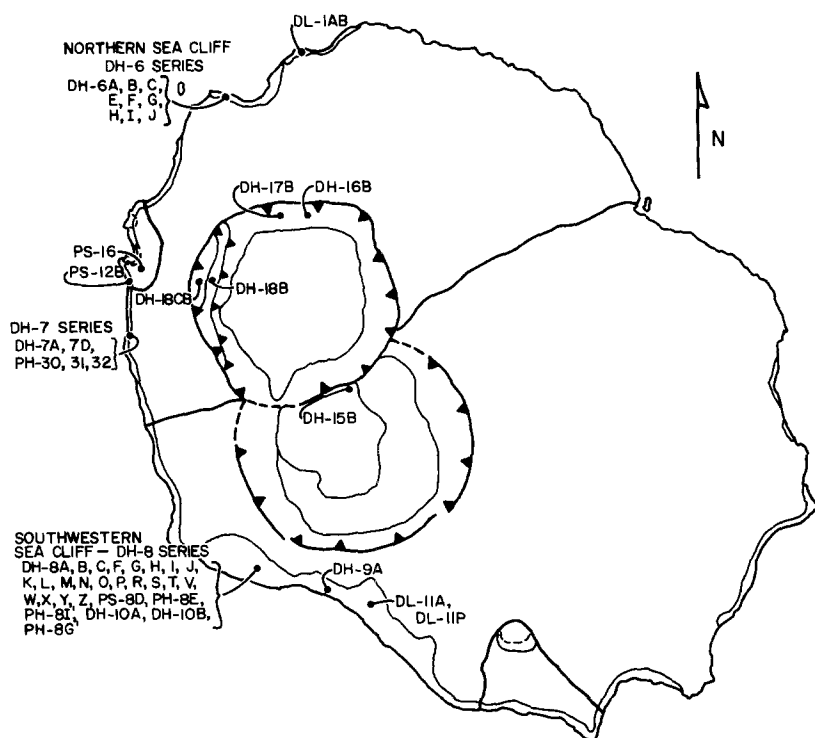 DL-1AB
NORTHERN SEA CLIFF
DH-6 SERIES
DH-6A, B, C,
E, F, G,
H, I, J
N
DH-17B
DH-16B
PS-16
PS-12B
DH-18CB
DH-18B
DH-7 SERIES
DH-7A, 7D,
PH-30, 31, 32
DH-15B
SOUTHWESTERN
SEA CLIFF — DH-8 SERIES
DH-8A, B, C, F, G, H, I, J,
K, L, M, N, O, P, R, S, T, V,
W, X, Y, Z, PS-8D, PH-8E,
PH-8I, DH-10A, DH-10B,
PH-8G
DH-9A
DL-11A,
DL-11P